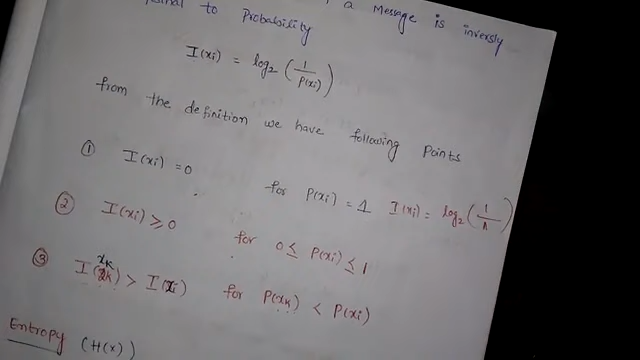 a Message is inversly
to Probability
I(xi) = log2 (1/P(xi))
from the definition we have following Points
① I(xi) = 0 for P(xi) = 1 I(xi) = log2 (1/1)
② I(xi) ≥ 0 for 0 ≤ P(xi) ≤ 1
③ I(xk) > I(xi) for P(xk) < P(xi)
Entropy (H(x))